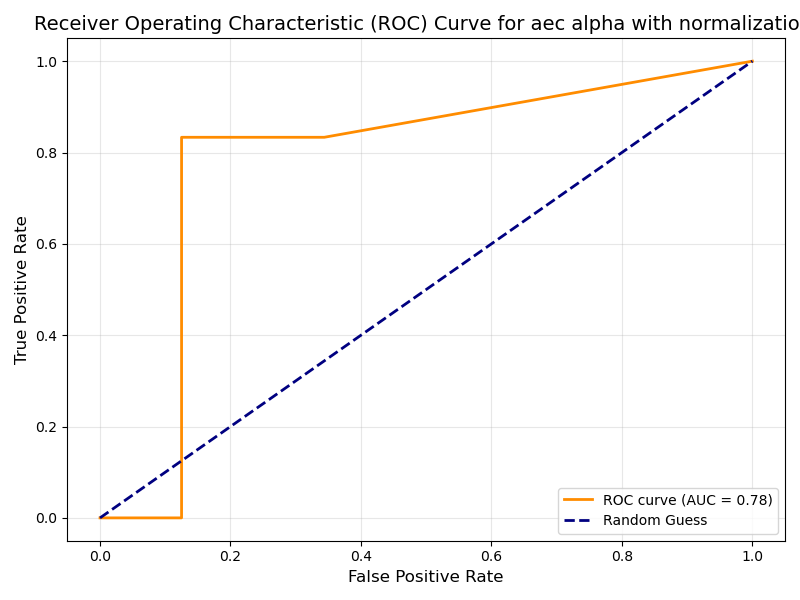 Receiver Operating Characteristic (ROC) Curve for aec alpha with normalizatio
True Positive Rate
1.0
0.8
0.6
0.4
0.2
0.0
0.0 0.2 0.4 0.6 0.8 1.0
False Positive Rate
ROC curve (AUC = 0.78)
Random Guess